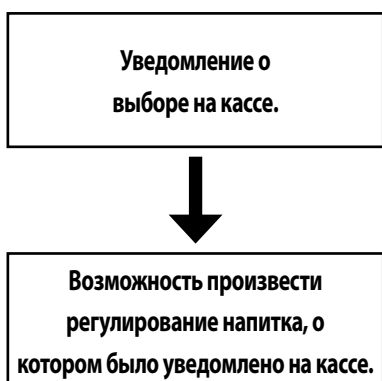 Уведомление о
выборе на кассе.
Возможность произвести
регулирование напитка, о
котором было уведомлено на кассе.